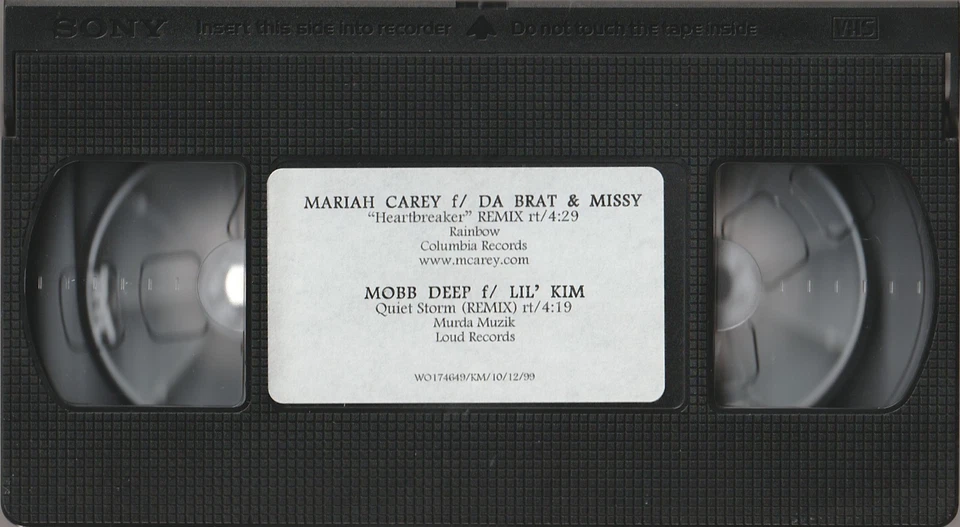 SONY Insert this side into recorder Do not touch the tape inside VHS
MARIAH CAREY f/ DA BRAT & MISSY
“Heartbreaker” REMIX rt/4:29
Rainbow
Columbia Records
www.mcarey.com
MOBB DEEP f/ LIL’ KIM
Quiet Storm (REMIX) rt/4:19
Murda Muzik
Loud Records
WO174649/KM/10/12/99